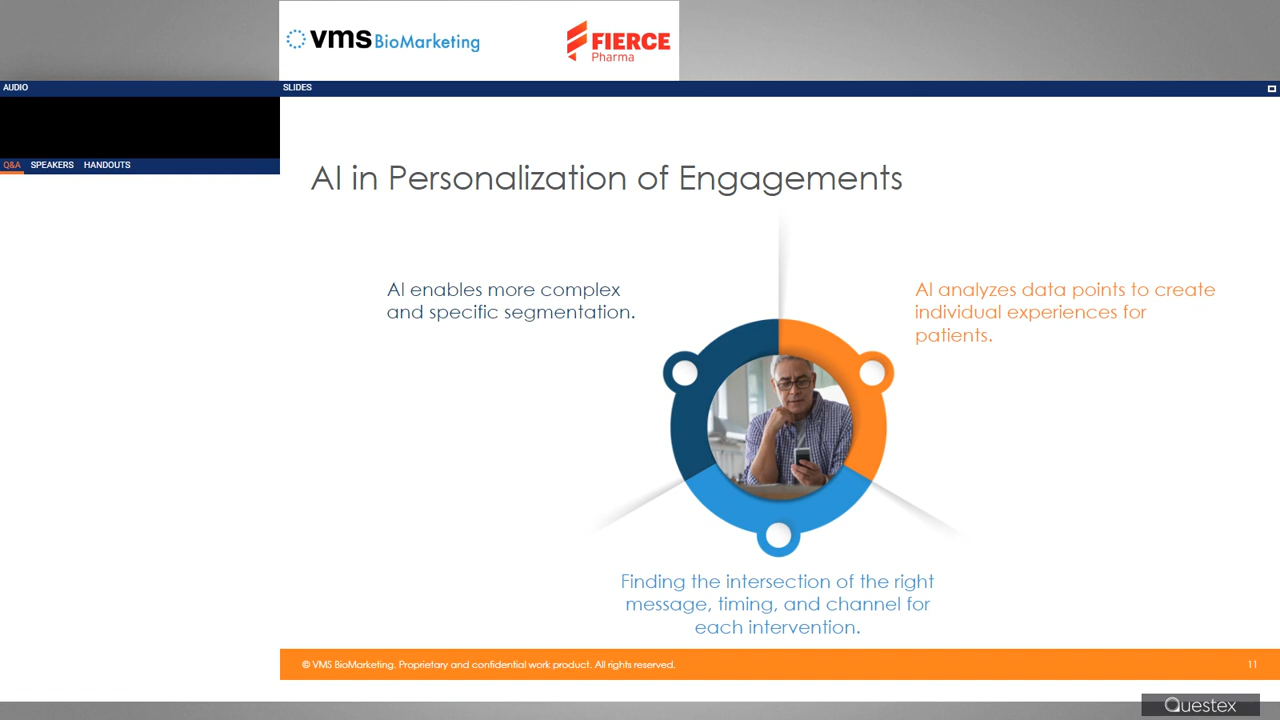 vms BioMarketing
FIERCE
Pharma
AUDIO
SLIDES
Q&A SPEAKERS HANDOUTS
AI in Personalization of Engagements
AI enables more complex
and specific segmentation.
AI analyzes data points to create
individual experiences for
patients.
Finding the intersection of the right
message, timing, and channel for
each intervention.
© VMS BioMarketing. Proprietary and confidential work product. All rights reserved.
11
Questex